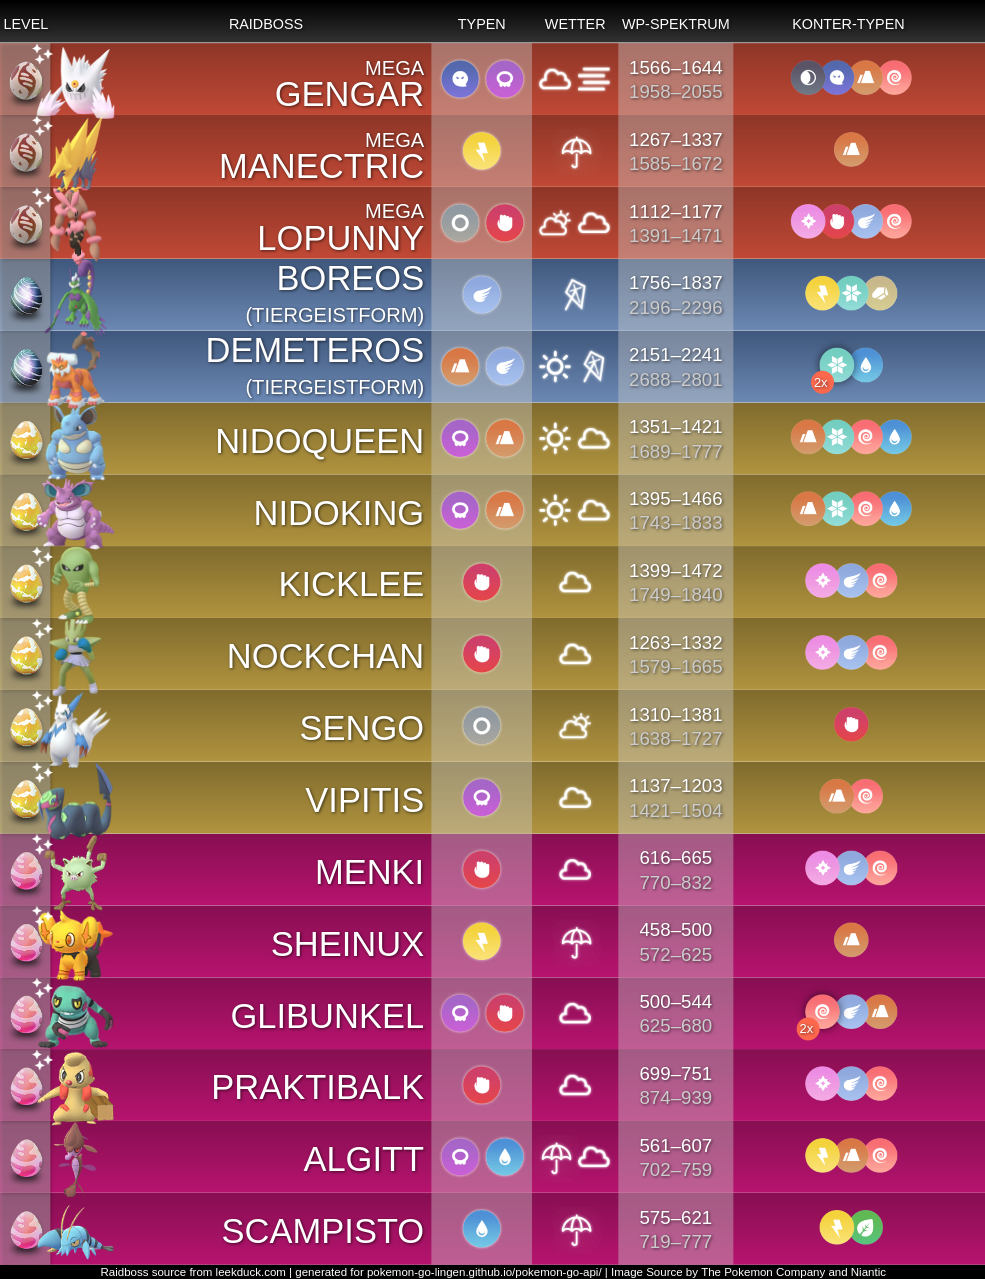 LEVEL RAIDBOSS TYPEN WETTER WP-SPEKTRUM KONTER-TYPEN
MEGA
GENGAR
1566–1644
1958–2055
MEGA
MANECTRIC
1267–1337
1585–1672
MEGA
LOPUNNY
1112–1177
1391–1471
BOREOS
(TIERGEISTFORM)
1756–1837
2196–2296
DEMETEROS
(TIERGEISTFORM)
2151–2241
2688–2801
2x
NIDOQUEEN
1351–1421
1689–1777
NIDOKING
1395–1466
1743–1833
KICKLEE
1399–1472
1749–1840
NOCKCHAN
1263–1332
1579–1665
SENGO
1310–1381
1638–1727
VIPITIS
1137–1203
1421–1504
MENKI
616–665
770–832
SHEINUX
458–500
572–625
GLIBUNKEL
500–544
625–680
2x
PRAKTIBALK
699–751
874–939
ALGITT
561–607
702–759
SCAMPISTO
575–621
719–777
Raidboss source from leekduck.com | generated for pokemon-go-lingen.github.io/pokemon-go-api/ | Image Source by The Pokemon Company and Niantic